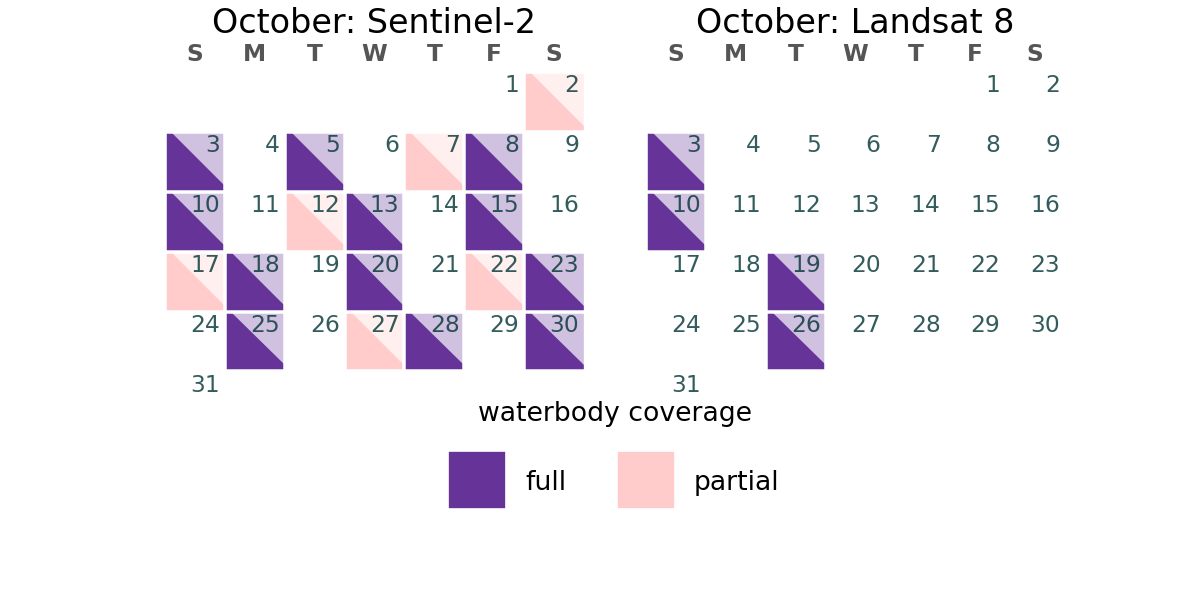 October: Sentinel-2
S M T W T F S
1 2
3 4 5 6 7 8 9
10 11 12 13 14 15 16
17 18 19 20 21 22 23
24 25 26 27 28 29 30
31
October: Landsat 8
S M T W T F S
1 2
3 4 5 6 7 8 9
10 11 12 13 14 15 16
17 18 19 20 21 22 23
24 25 26 27 28 29 30
31
waterbody coverage
full partial